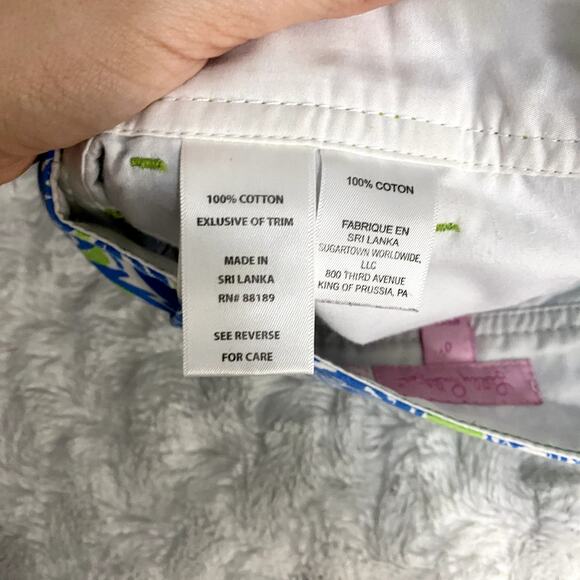 100% COTTON
EXLUSIVE OF TRIM
MADE IN
SRI LANKA
RN# 88189
SEE REVERSE
FOR CARE
100% COTON
FABRIQUE EN
SRI LANKA
SUGARTOWN WORLDWIDE,
LLC
800 THIRD AVENUE
KING OF PRUSSIA, PA